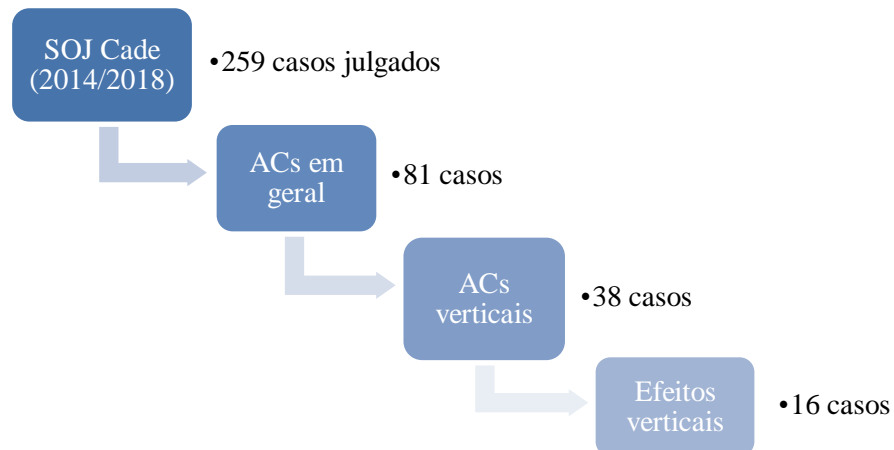 SOJ Cade
(2014/2018)
•259 casos julgados
ACs em
geral
•81 casos
ACs
verticais
•38 casos
Efeitos
verticais
•16 casos